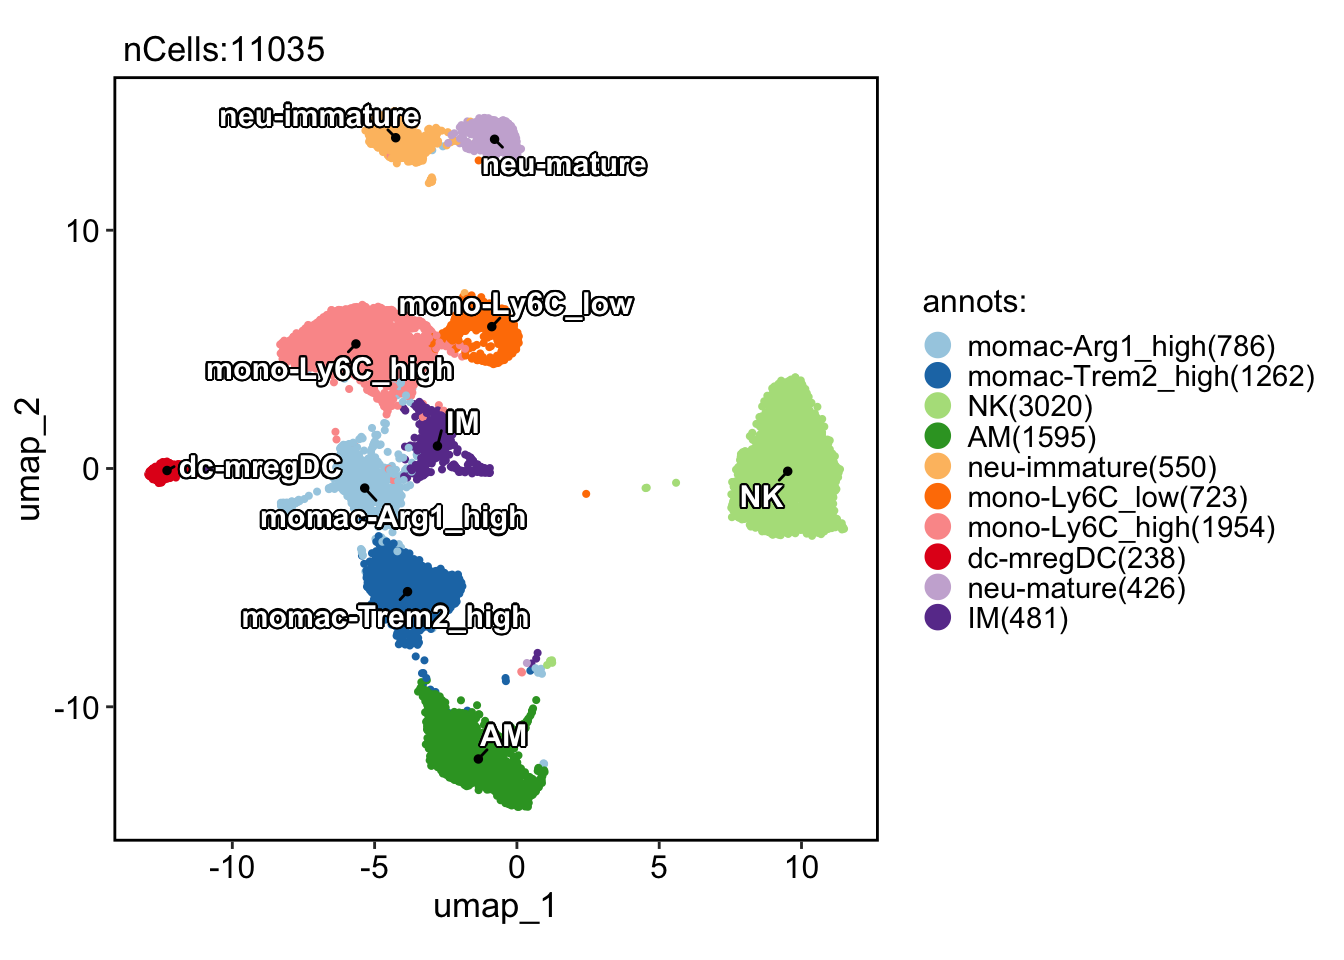 nCells:11035
neu-immature
neu-mature
mono-Ly6C_low
mono-Ly6C_high
IM
dc-mregDC
momac-Arg1_high
NK
momac-Trem2_high
AM
10
0
-10
umap_2
-10
-5
0
5
10
umap_1
annots:
momac-Arg1_high(786)
momac-Trem2_high(1262)
NK(3020)
AM(1595)
neu-immature(550)
mono-Ly6C_low(723)
mono-Ly6C_high(1954)
dc-mregDC(238)
neu-mature(426)
IM(481)